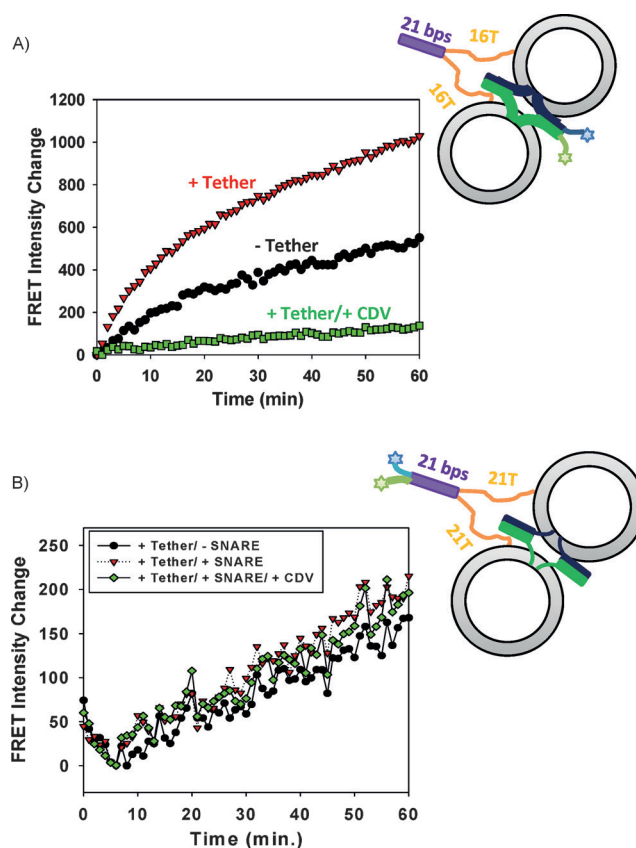 A)
21 bps
16T
16T
1200
1000
800
600
400
200
0
FRET Intensity Change
+ Tether
- Tether
+ Tether/+ CDV
0 10 20 30 40 50 60
Time (min)
B)
21 bps
21T
21T
250
200
150
100
50
0
FRET Intensity Change
+ Tether/ - SNARE
+ Tether/ + SNARE
+ Tether/ + SNARE/ + CDV
0 10 20 30 40 50 60
Time (min.)